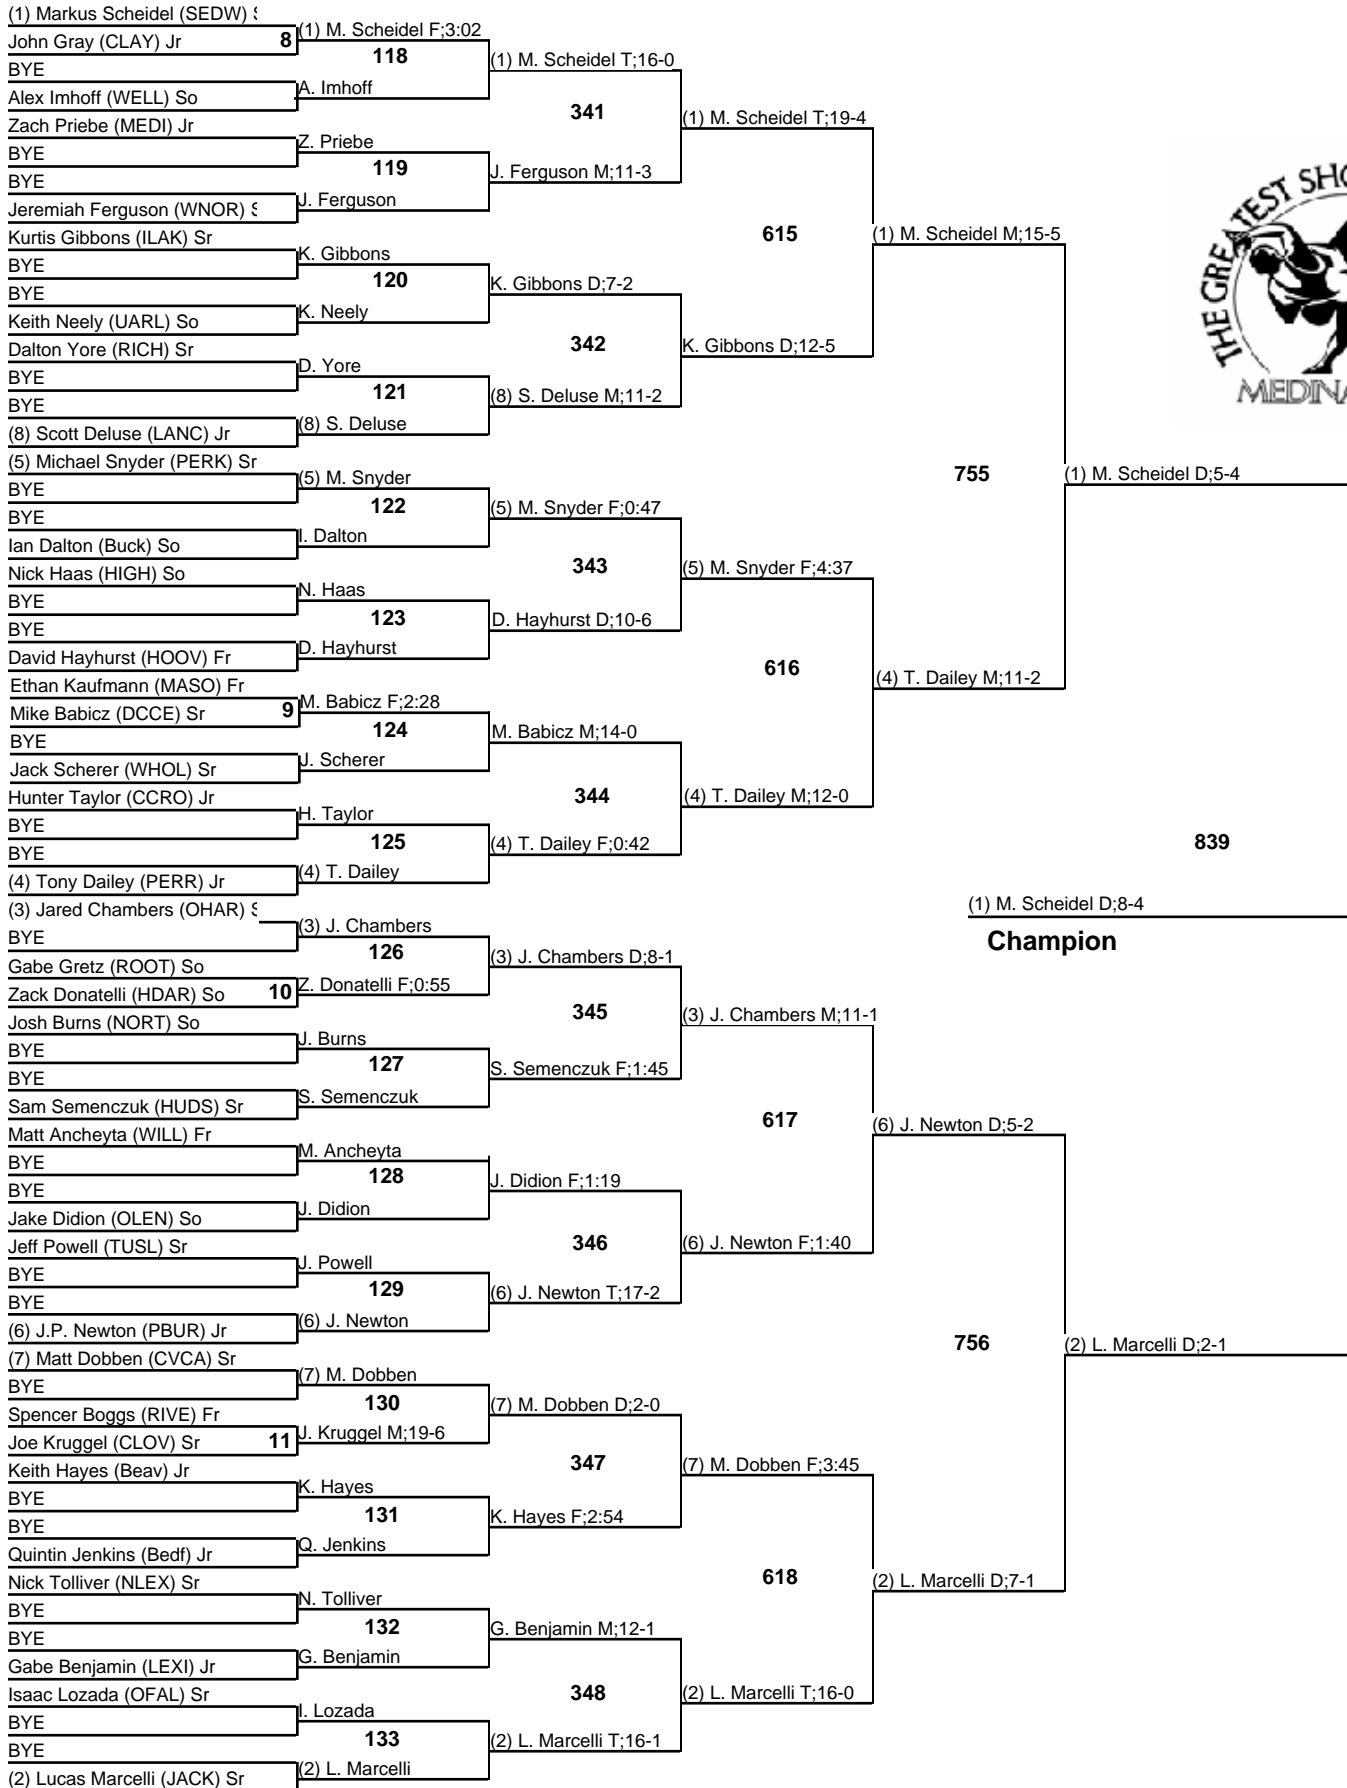 (1) Markus Scheidel (SEDW)
John Gray (CLAY) Jr
BYE
Alex Imhoff (WELL) So
Zach Priebe (MEDI) Jr
BYE
BYE
Jeremiah Ferguson (WNOR)
Kurtis Gibbons (ILAK) Sr
BYE
BYE
Keith Neely (UARL) So
Dalton Yore (RICH) Sr
BYE
BYE
(8) Scott Deluse (LANC) Jr
(5) Michael Snyder (PERK) Sr
BYE
BYE
Ian Dalton (Buck) So
Nick Haas (HIGH) So
BYE
BYE
David Hayhurst (HOOV) Fr
Ethan Kaufmann (MASO) Fr
Mike Babicz (DCCE) Sr
BYE
Jack Scherer (WHOL) Sr
Hunter Taylor (CCRO) Jr
BYE
BYE
(4) Tony Dailey (PERR) Jr
(3) Jared Chambers (OHAR)
BYE
Gabe Gretz (ROOT) So
Zack Donatelli (HDAR) So
Josh Burns (NORT) So
BYE
BYE
Sam Semenczuk (HUDS) Sr
Matt Ancheyta (WILL) Fr
BYE
BYE
Jake Didion (OLEN) So
Jeff Powell (TUSL) Sr
BYE
BYE
(6) J.P. Newton (PBUR) Jr
(7) Matt Dobben (CVCA) Sr
BYE
Spencer Boggs (RIVE) Fr
Joe Kruggel (CLOV) Sr
Keith Hayes (Beav) Jr
BYE
BYE
Quintin Jenkins (Bedf) Jr
Nick Tolliver (NLEX) Sr
BYE
BYE
Gabe Benjamin (LEXI) Jr
Isaac Lozada (OFAL) Sr
BYE
BYE
(2) Lucas Marcelli (JACK) Sr
8
9
10
11
(1) M. Scheidel F;3:02
118
A. Imhoff
Z. Priebe
119
J. Ferguson
K. Gibbons
120
K. Neely
D. Yore
121
(8) S. Deluse
(5) M. Snyder
122
I. Dalton
N. Haas
123
D. Hayhurst
M. Babicz F;2:28
124
J. Scherer
H. Taylor
125
(4) T. Dailey
(3) J. Chambers
126
Z. Donatelli F;0:55
J. Burns
127
S. Semenczuk
M. Ancheyta
128
J. Didion
J. Powell
129
(6) J. Newton
(7) M. Dobben
130
J. Kruggel M;19-6
K. Hayes
131
Q. Jenkins
N. Tolliver
132
G. Benjamin
I. Lozada
133
(2) L. Marcelli
(1) M. Scheidel T;16-0
341
J. Ferguson M;11-3
K. Gibbons D;7-2
342
(8) S. Deluse M;11-2
(5) M. Snyder F;0:47
343
D. Hayhurst D;10-6
M. Babicz M;14-0
344
(4) T. Dailey F;0:42
(3) J. Chambers D;8-1
345
S. Semenczuk F;1:45
J. Didion F;1:19
346
(6) J. Newton T;17-2
(7) M. Dobben D;2-0
347
K. Hayes F;2:54
G. Benjamin M;12-1
348
(2) L. Marcelli T;16-1
(1) M. Scheidel T;19-4
615
K. Gibbons D;12-5
(5) M. Snyder F;4:37
616
(4) T. Dailey M;12-0
(3) J. Chambers M;11-1
617
(6) J. Newton F;1:40
(7) M. Dobben F;3:45
618
(2) L. Marcelli T;16-0
(1) M. Scheidel M;15-5
755
(4) T. Dailey M;11-2
(6) J. Newton D;5-2
756
(2) L. Marcelli D;7-1
(1) M. Scheidel D;5-4
839
(2) L. Marcelli D;2-1
(1) M. Scheidel D;8-4
Champion
THE GREATEST